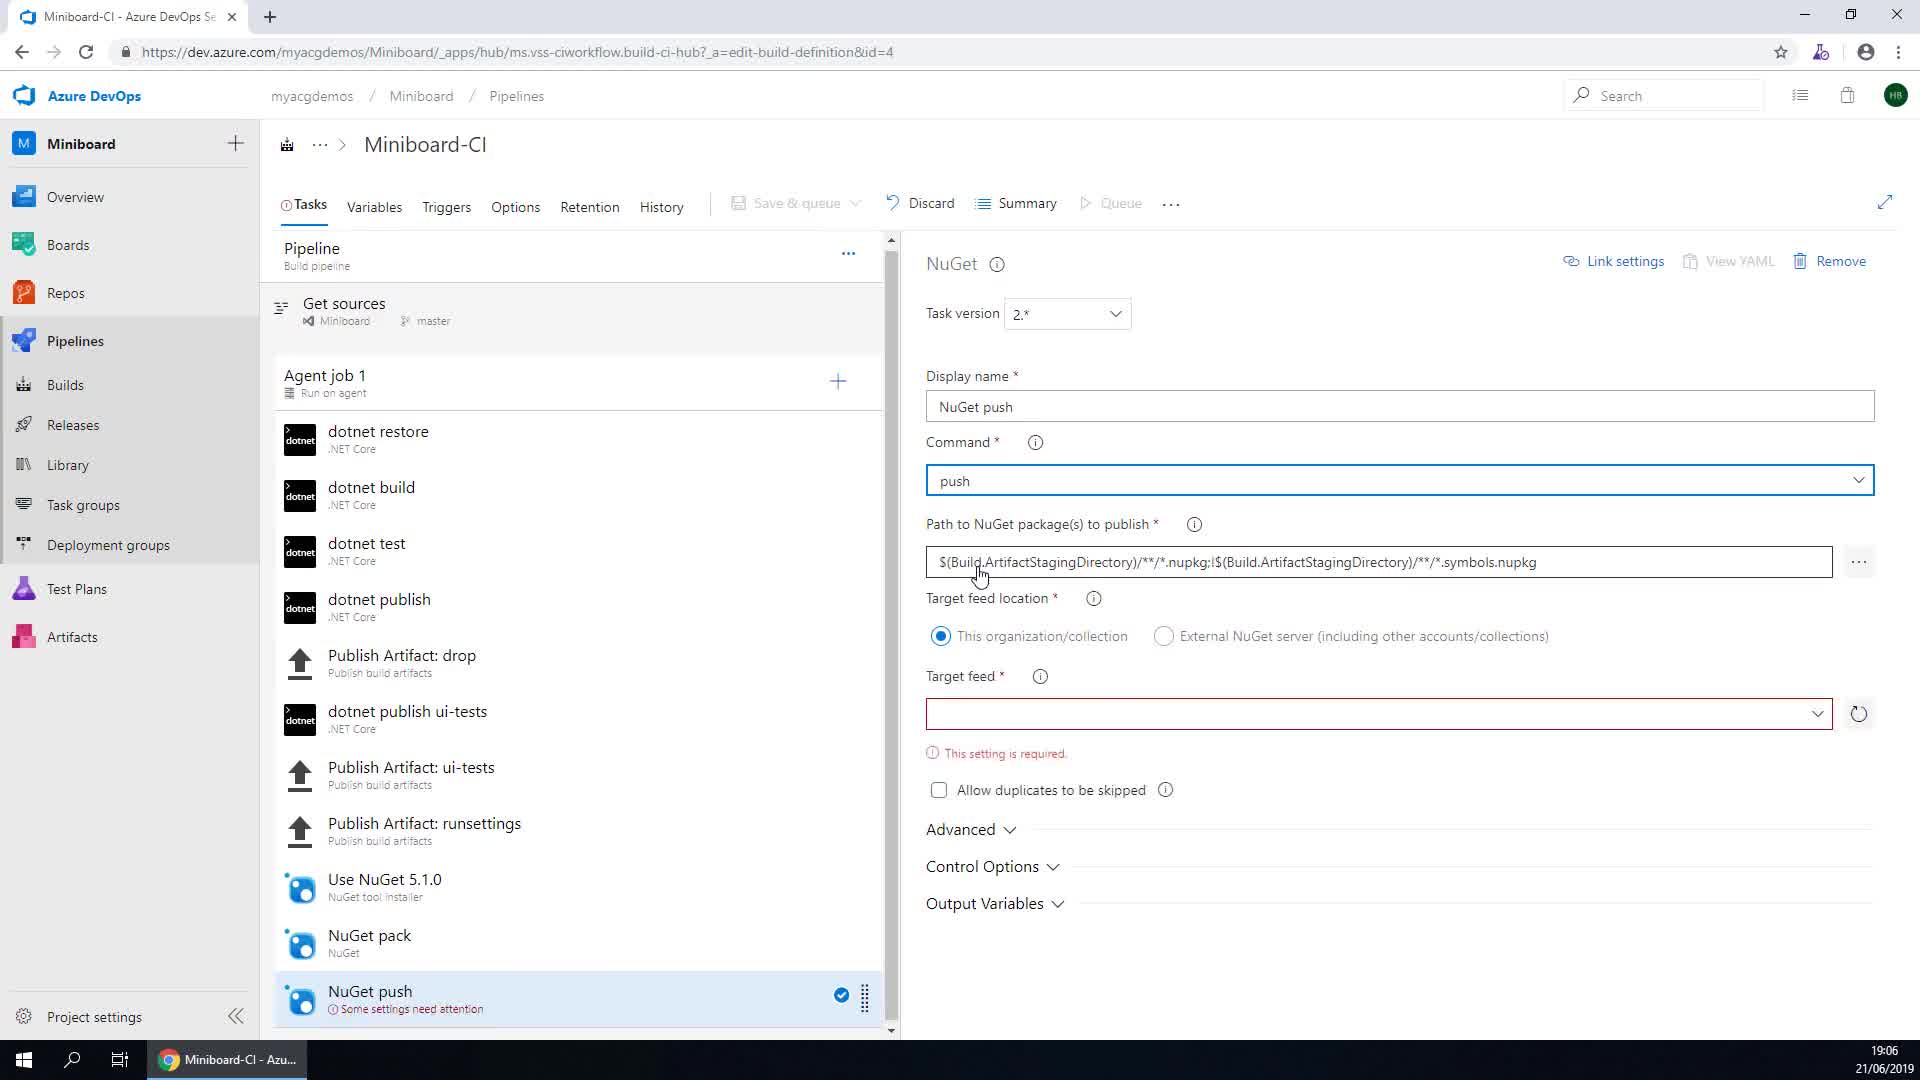 Miniboard-CI - Azure DevOps Se
https://dev.azure.com/myacgdemos/Miniboard/_apps/hub/ms.vss-ciworkflow.build-ci-hub?_a=edit-build-definition&id=4
Azure DevOps
myacgdemos / Miniboard / Pipelines
Search
HB
M Miniboard
Miniboard-CI
Overview
Boards
Repos
Pipelines
Builds
Releases
Library
Task groups
Deployment groups
Test Plans
Artifacts
Project settings
Tasks Variables Triggers Options Retention History Save & queue Discard Summary Queue
Pipeline
Build pipeline
Get sources
Miniboard master
Agent job 1
Run on agent
dotnet dotnet restore
.NET Core
dotnet dotnet build
.NET Core
dotnet dotnet test
.NET Core
dotnet dotnet publish
.NET Core
Publish Artifact: drop
Publish build artifacts
dotnet dotnet publish ui-tests
.NET Core
Publish Artifact: ui-tests
Publish build artifacts
Publish Artifact: runsettings
Publish build artifacts
Use NuGet 5.1.0
NuGet tool installer
NuGet pack
NuGet
NuGet push
Some settings need attention
NuGet
Link settings View YAML Remove
Task version 2.*
Display name *
NuGet push
Command *
push
Path to NuGet package(s) to publish *
$(Build.ArtifactStagingDirectory)/**/*.nupkg;!$(Build.ArtifactStagingDirectory)/**/*.symbols.nupkg
Target feed location *
This organization/collection External NuGet server (including other accounts/collections)
Target feed *
This setting is required.
Allow duplicates to be skipped
Advanced
Control Options
Output Variables
Miniboard-CI - Azu...
19:06
21/06/2019